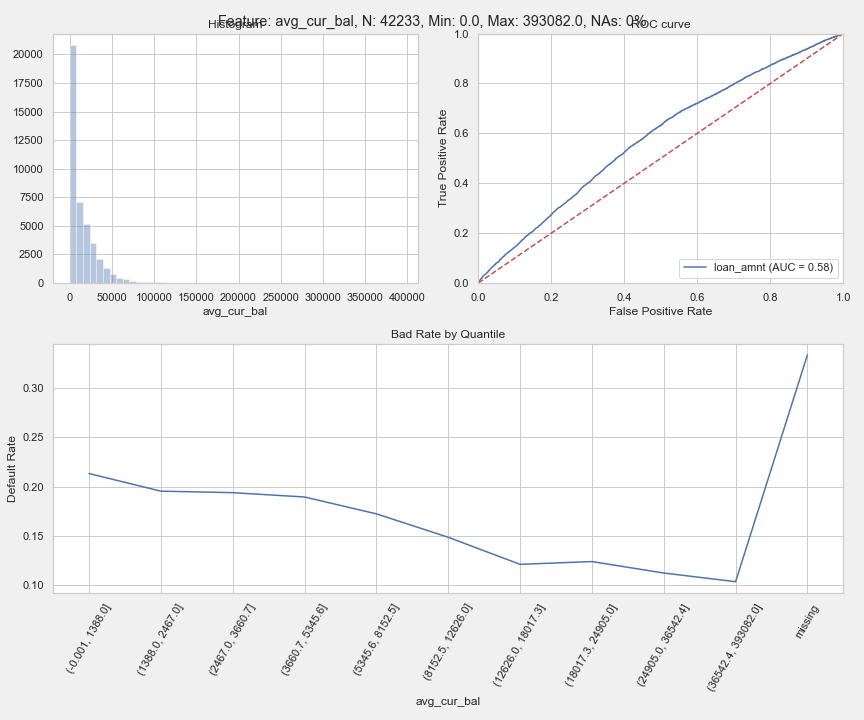 Feature: avg_cur_bal, N: 42233, Min: 0.0, Max: 393082.0, NAs: 0%
Histogram
20000
17500
15000
12500
10000
7500
5000
2500
0
0 50000 100000 150000 200000 250000 300000 350000 400000
avg_cur_bal
ROC curve
True Positive Rate
1.0
0.8
0.6
0.4
0.2
0.0
loan_amnt (AUC = 0.58)
0.0 0.2 0.4 0.6 0.8 1.0
False Positive Rate
Bad Rate by Quantile
Default Rate
0.30
0.25
0.20
0.15
0.10
(-0.001, 1388.0]
(1388.0, 2467.0]
(2467.0, 3660.7]
(3660.7, 5345.6]
(5345.6, 8152.5]
(8152.5, 12626.0]
(12626.0, 18017.3]
(18017.3, 24905.0]
(24905.0, 36542.4]
(36542.4, 393082.0]
missing
avg_cur_bal